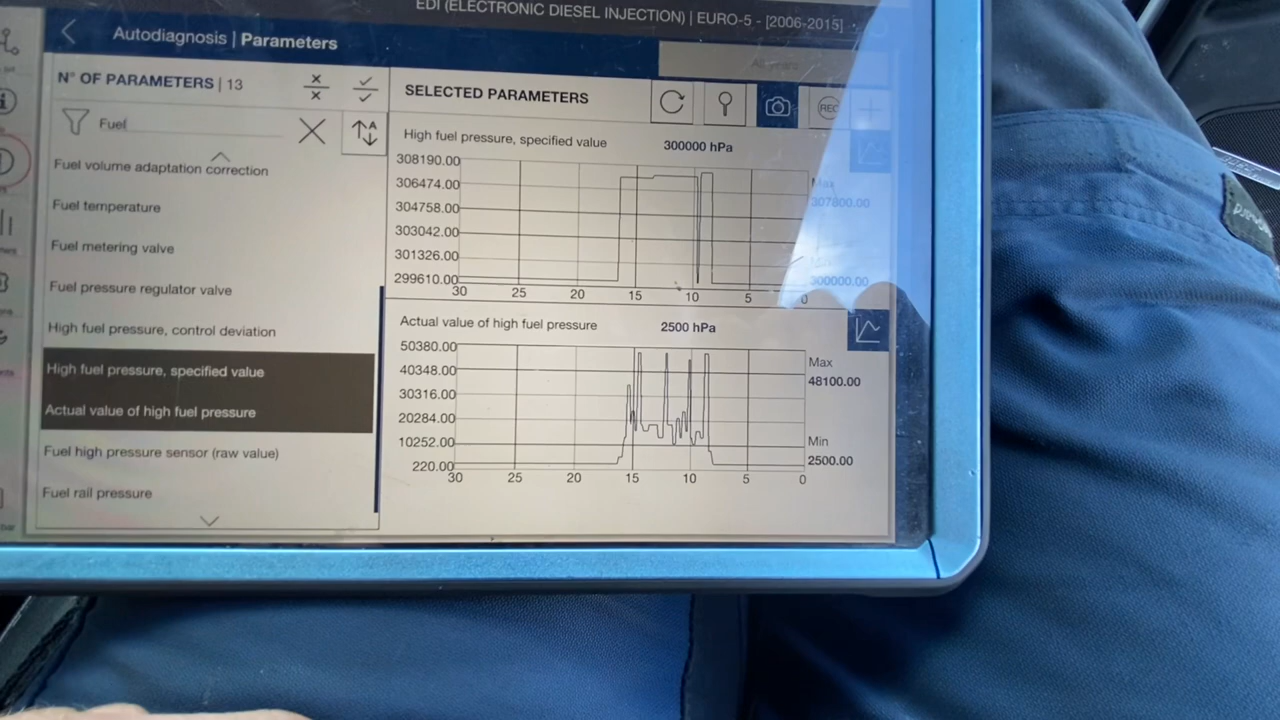 EDI (ELECTRONIC DIESEL INJECTION) | EURO-5 - [2006-2015]
Autodiagnosis | Parameters
N° OF PARAMETERS | 13
Fuel
Fuel volume adaptation correction
Fuel temperature
Fuel metering valve
Fuel pressure regulator valve
High fuel pressure, control deviation
High fuel pressure, specified value
Actual value of high fuel pressure
Fuel high pressure sensor (raw value)
Fuel rail pressure
SELECTED PARAMETERS
REC
High fuel pressure, specified value
300000 hPa
308190.00
306474.00
304758.00
303042.00
301326.00
299610.00
30 25 20 15 10 5 0
Max
307800.00
300000.00
Actual value of high fuel pressure
2500 hPa
50380.00
40348.00
30316.00
20284.00
10252.00
220.00
30 25 20 15 10 5 0
Max
48100.00
Min
2500.00